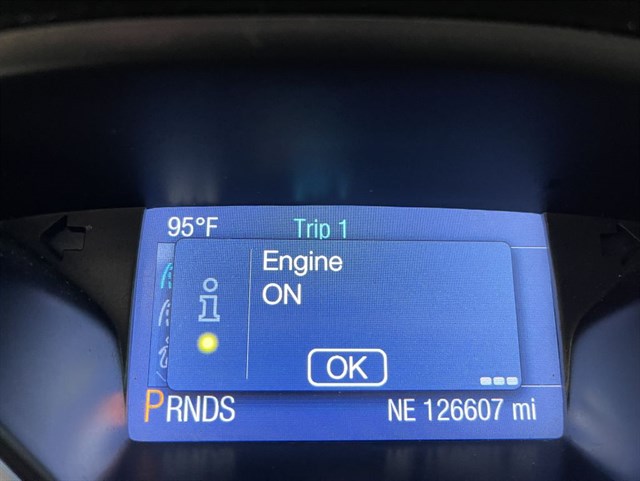 95°F Trip 1
Engine
ON
OK
PRNDS NE 126607 mi